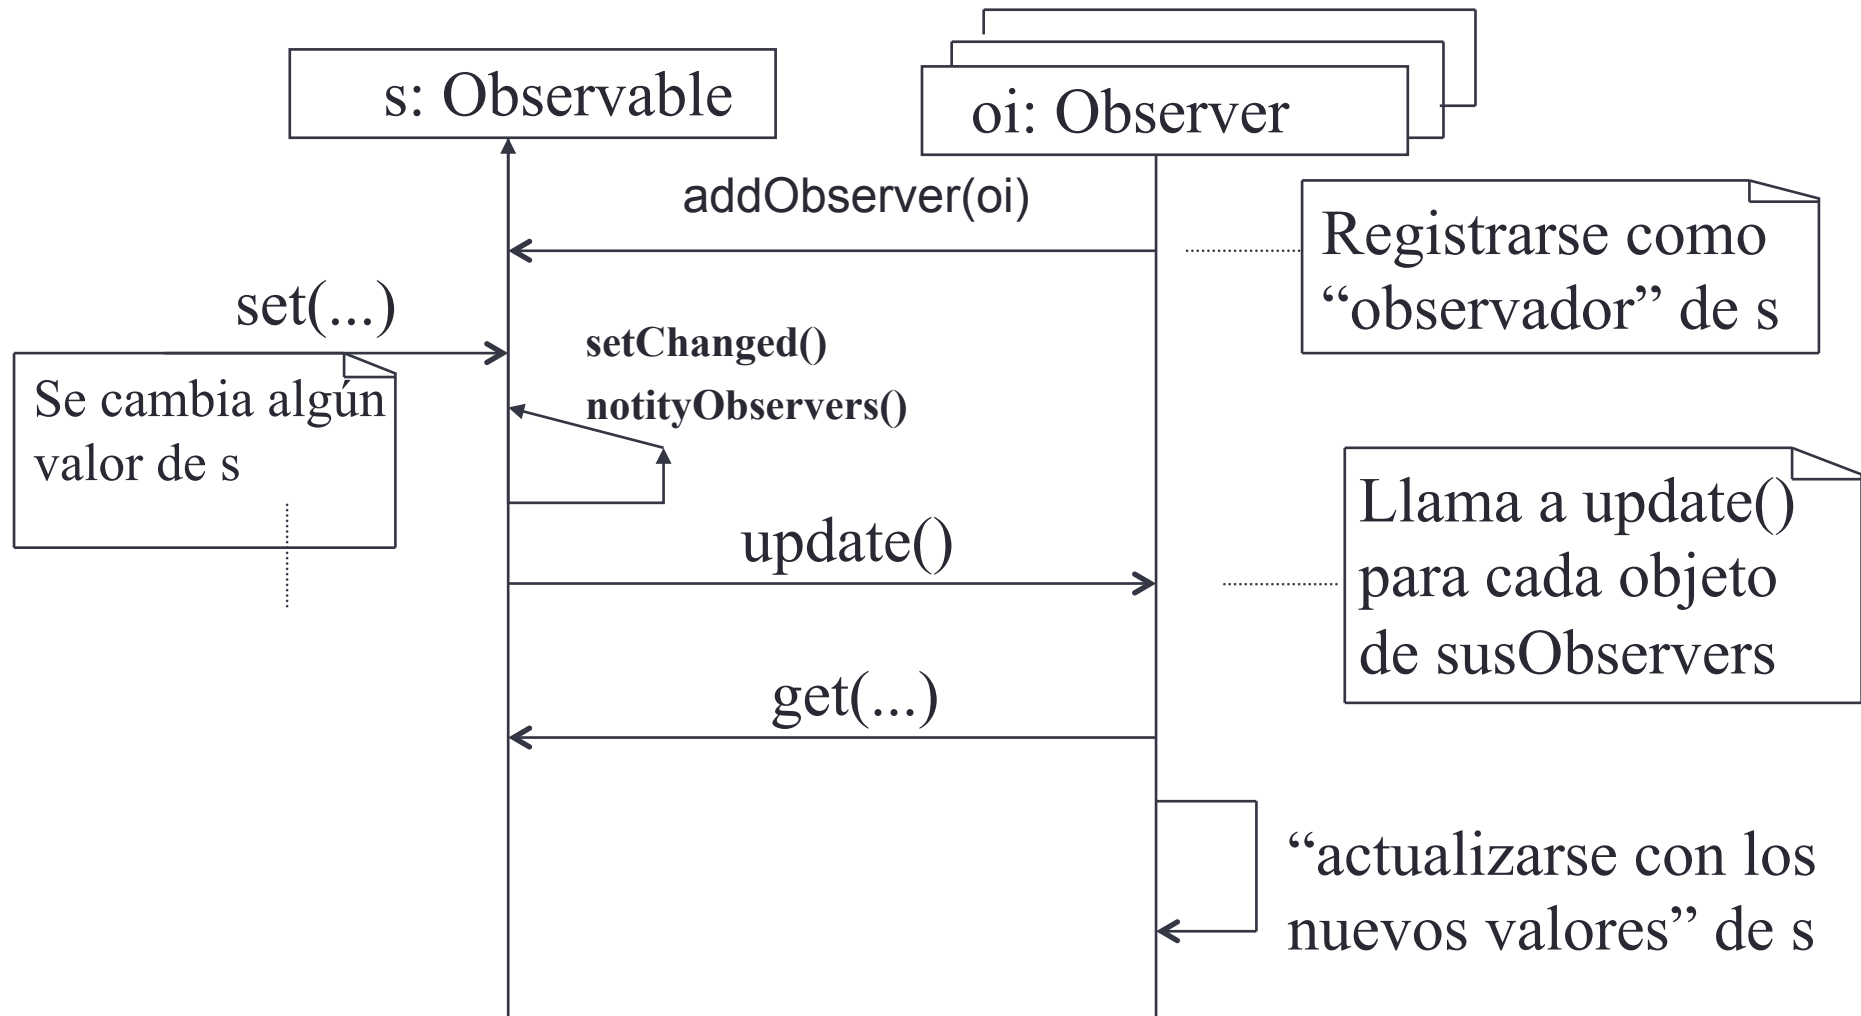 s: Observable
oi: Observer
addObserver(oi)
Registrarse como
“observador” de s
set(...)
setChanged()
notityObservers()
Se cambia algún
valor de s
update()
Llama a update()
para cada objeto
de susObservers
get(...)
“actualizarse con los
nuevos valores” de s